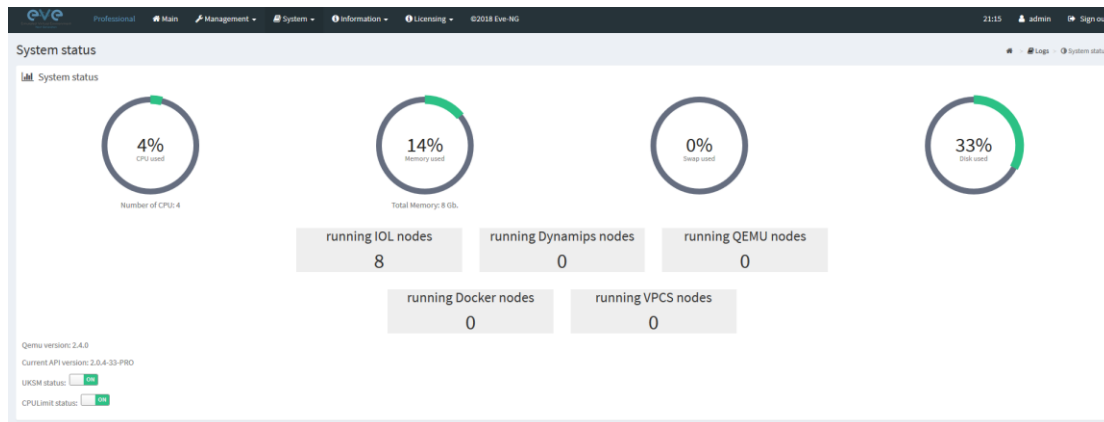 eve Professional Main Management System Information Licensing ©2018 Eve-NG 21:15 admin Sign ou
System status Logs System statu
System status
4% 14% 0% 33%
CPU used Memory used Swap used Disk used
Number of CPU: 4 Total Memory: 8 Gb.
running IOL nodes running Dynamips nodes running QEMU nodes
8 0 0
running Docker nodes running VPCS nodes
0 0
Qemu version: 2.4.0
Current API version: 2.0.4-33-PRO
UKSM status: ON
CPULimit status: ON